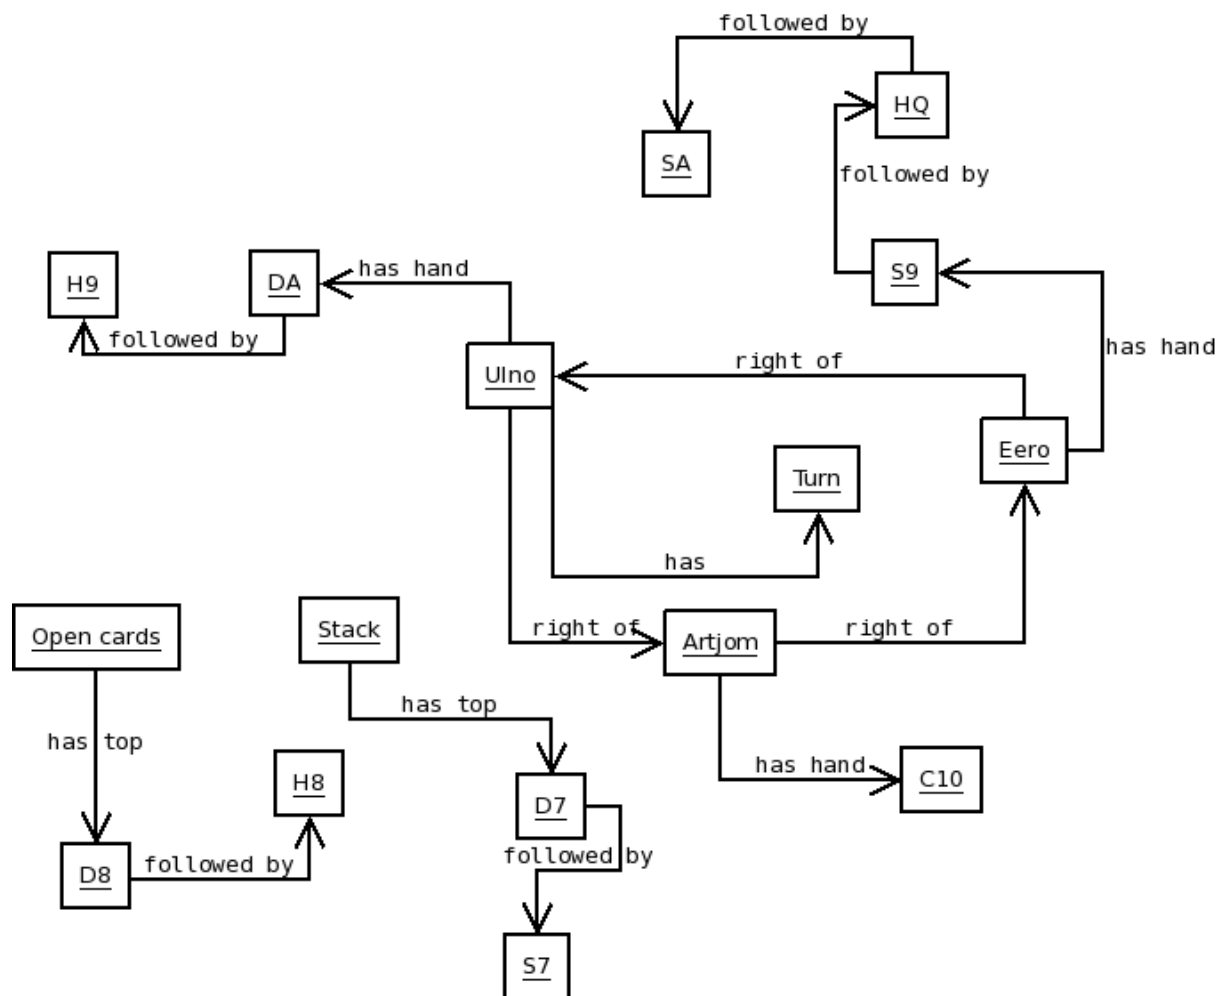 followed by
HQ
SA
followed by
S9
H9
DA
has hand
followed by
has hand
Ulno
right of
Eero
Turn
has
Open cards
Stack
right of
Artjom
right of
has top
has top
H8
has hand
C10
D7
D8
followed by
followed by
S7